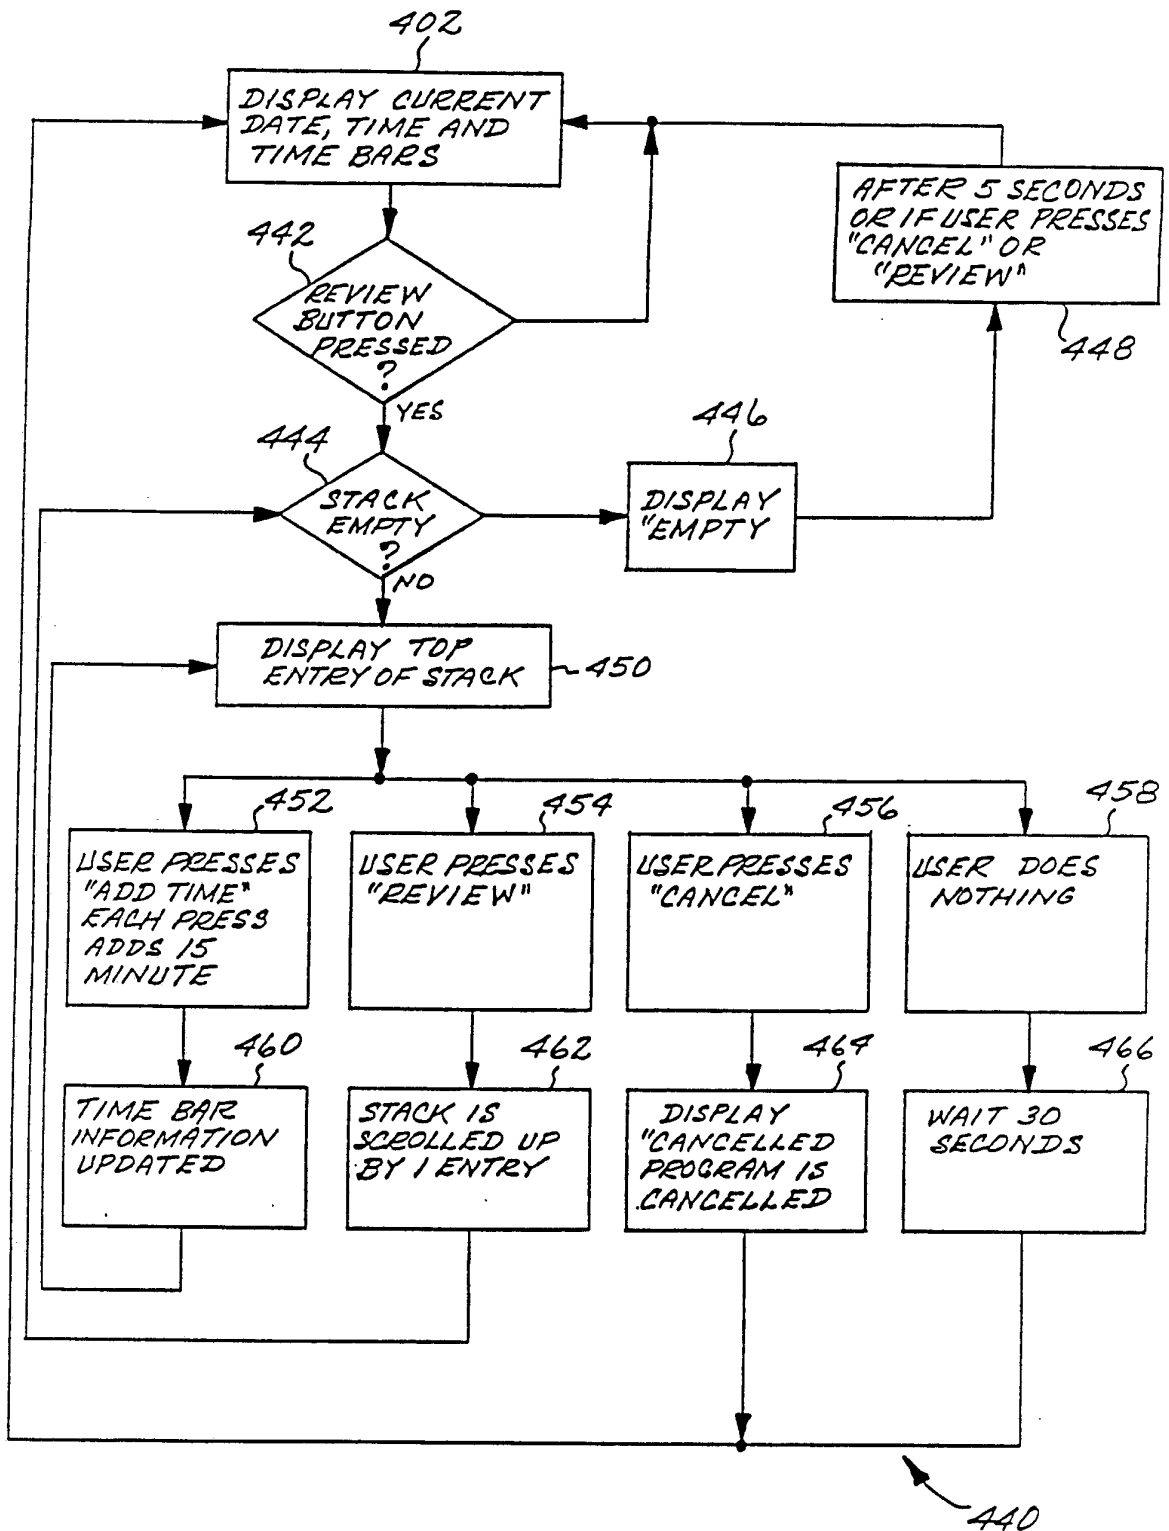 402
DISPLAY CURRENT
DATE, TIME AND
TIME BARS
442
REVIEW
BUTTON
PRESSED
?
YES
AFTER 5 SECONDS
OR IF USER PRESSES
"CANCEL" OR
"REVIEW"
448
444
STACK
EMPTY
?
NO
446
DISPLAY
"EMPTY
DISPLAY TOP
ENTRY OF STACK
450
452
USER PRESSES
"ADD TIME"
EACH PRESS
ADDS 15
MINUTE
454
USER PRESSES
"REVIEW"
456
USER PRESSES
"CANCEL"
458
USER DOES
NOTHING
460
TIME BAR
INFORMATION
UPDATED
462
STACK IS
SCROLLED UP
BY 1 ENTRY
464
DISPLAY
"CANCELLED
PROGRAM IS
CANCELLED
466
WAIT 30
SECONDS
440